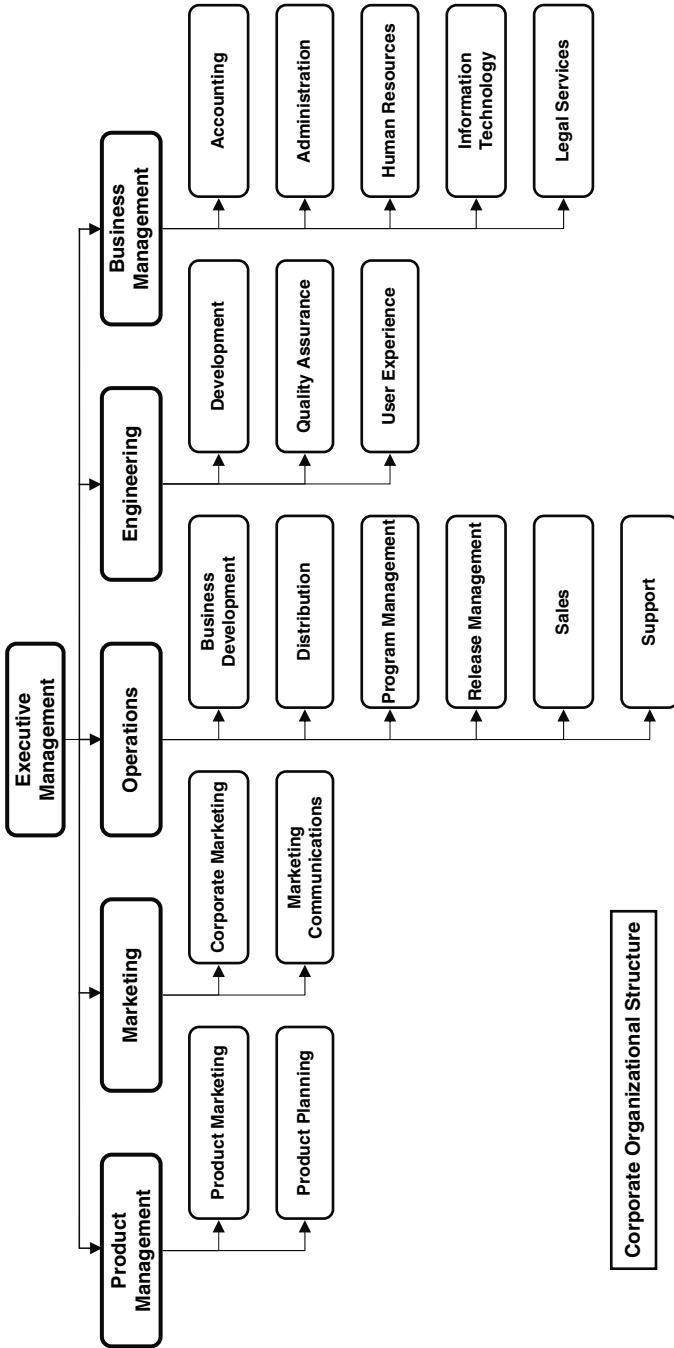 Executive
Management
Product
Management
Marketing
Operations
Engineering
Business
Management
Product Marketing
Product Planning
Corporate Marketing
Marketing
Communications
Business
Development
Distribution
Program Management
Release Management
Sales
Support
Development
Quality Assurance
User Experience
Accounting
Administration
Human Resources
Information
Technology
Legal Services
Corporate Organizational Structure